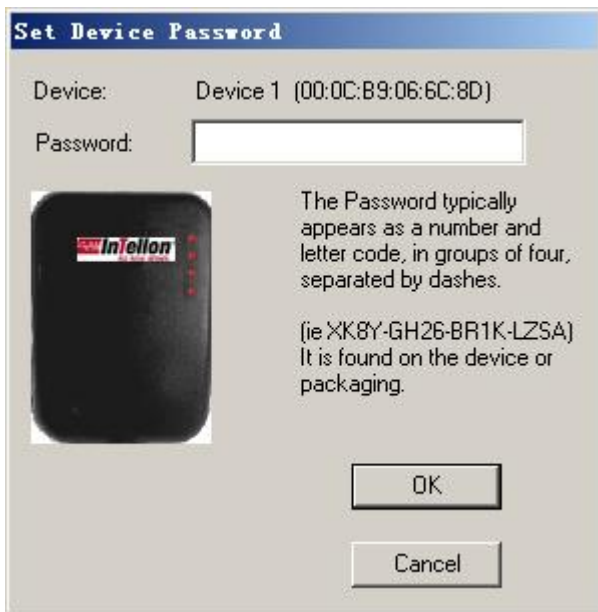 Set Device Password
Device: Device 1 (00:0C:B9:06:6C:8D)
Password:
InTellon
The Password typically
appears as a number and
letter code, in groups of four,
separated by dashes.
(ie XK8Y-GH26-BR1K-LZSA)
It is found on the device or
packaging.
OK
Cancel